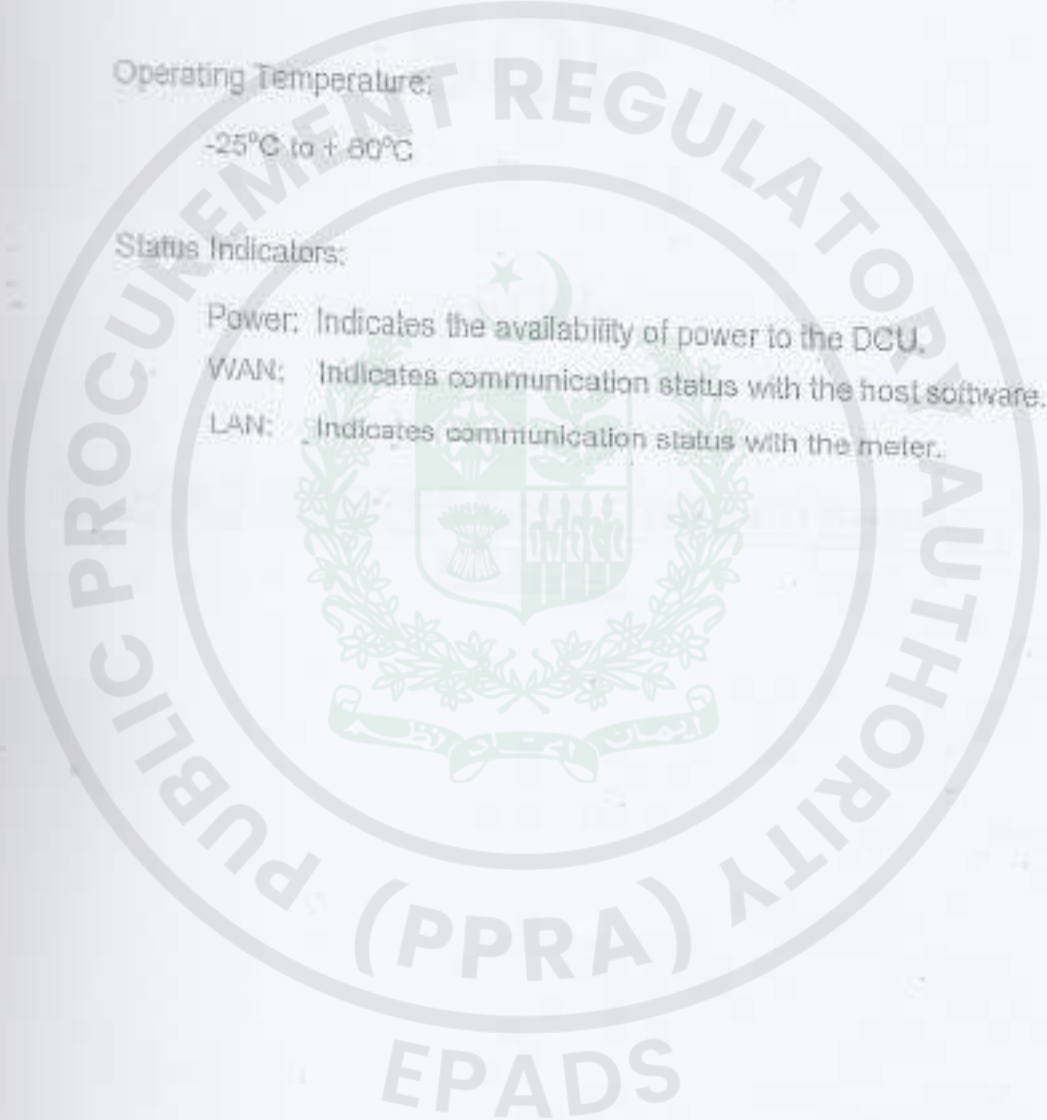 Operating Temperature:
-25°C to + 80°C
Status Indicators:
Power: Indicates the availability of power to the DCU.
WAN: Indicates communication status with the host software.
LAN: Indicates communication status with the meter.
PUBLIC PROCUREMENT REGULATORY AUTHORITY
(PPRA)
EPADS